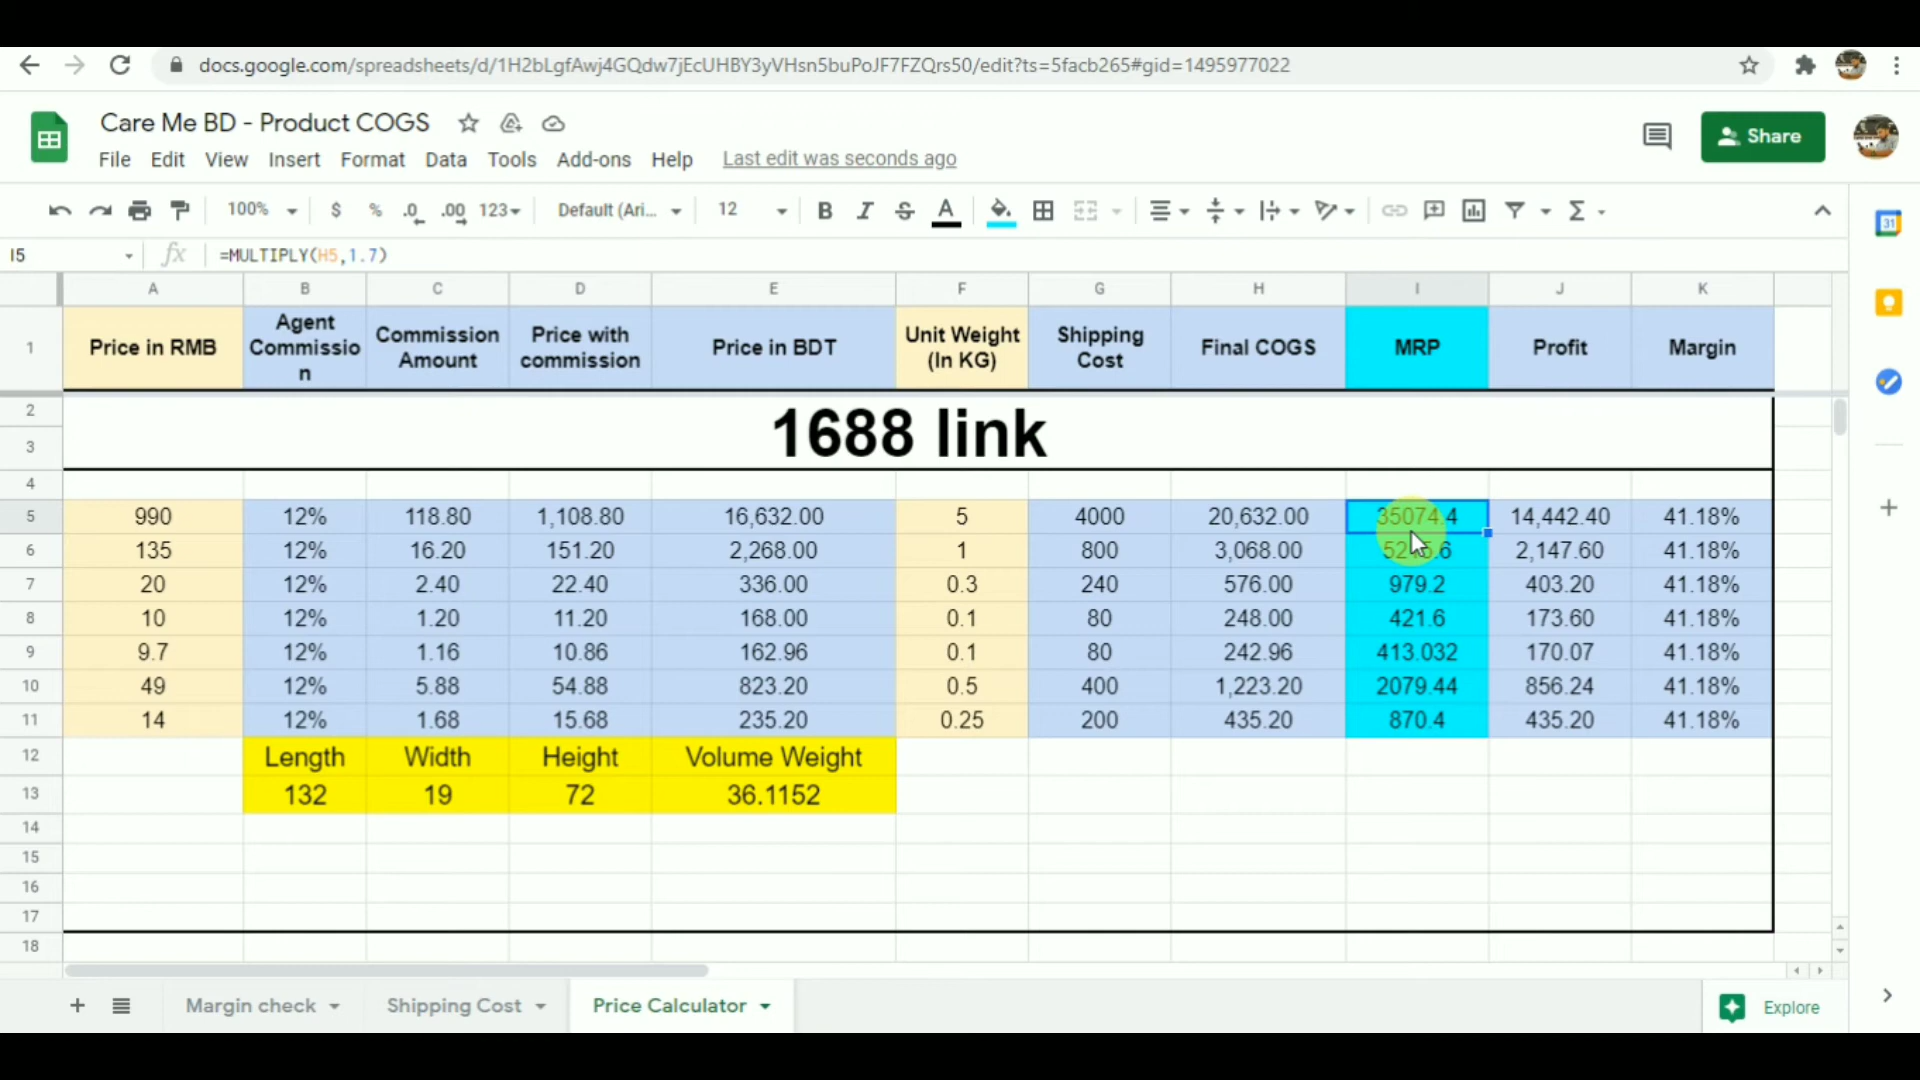 docs.google.com/spreadsheets/d/1H2bLgfAwj4GQdw7jEcUHBY3yVHsn5buPoJF7FZQrs50/edit?ts=5facb265#gid=1495977022
Care Me BD - Product COGS
File Edit View Insert Format Data Tools Add-ons Help Last edit was seconds ago
Share
100% $ % .0 .00 123 Default (Ari... 12 B I S A Σ
31
I5 fx =MULTIPLY(H5,1.7)
A B C D E F G H I J K
1 Price in RMB Agent Commissio n Commission Amount Price with commission Price in BDT Unit Weight (In KG) Shipping Cost Final COGS MRP Profit Margin
2
1688 link
3
4
5 990 12% 118.80 1,108.80 16,632.00 5 4000 20,632.00 35074.4 14,442.40 41.18%
6 135 12% 16.20 151.20 2,268.00 1 800 3,068.00 2,147.60 41.18%
7 20 12% 2.40 22.40 336.00 0.3 240 576.00 979.2 403.20 41.18%
8 10 12% 1.20 11.20 168.00 0.1 80 248.00 421.6 173.60 41.18%
9 9.7 12% 1.16 10.86 162.96 0.1 80 242.96 413.032 170.07 41.18%
10 49 12% 5.88 54.88 823.20 0.5 400 1,223.20 2079.44 856.24 41.18%
11 14 12% 1.68 15.68 235.20 0.25 200 435.20 870.4 435.20 41.18%
12 Length Width Height Volume Weight
13 132 19 72 36.1152
14
15
16
17
18
Margin check Shipping Cost Price Calculator Explore